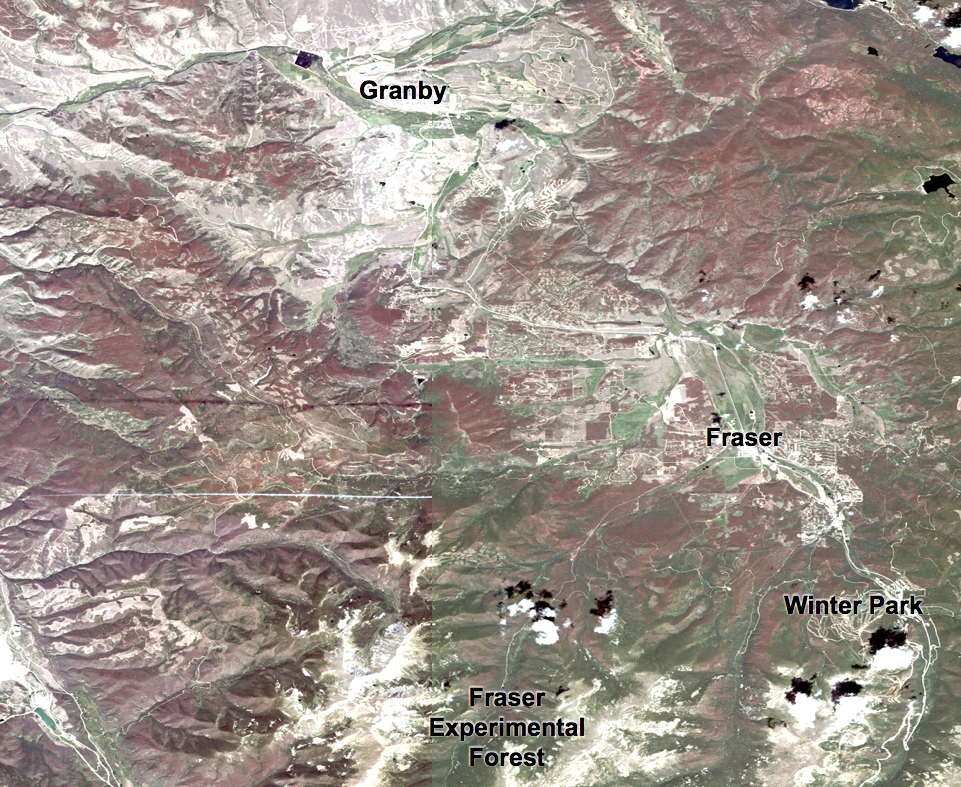 Granby
Fraser
Winter Park
Fraser
Experimental
Forest